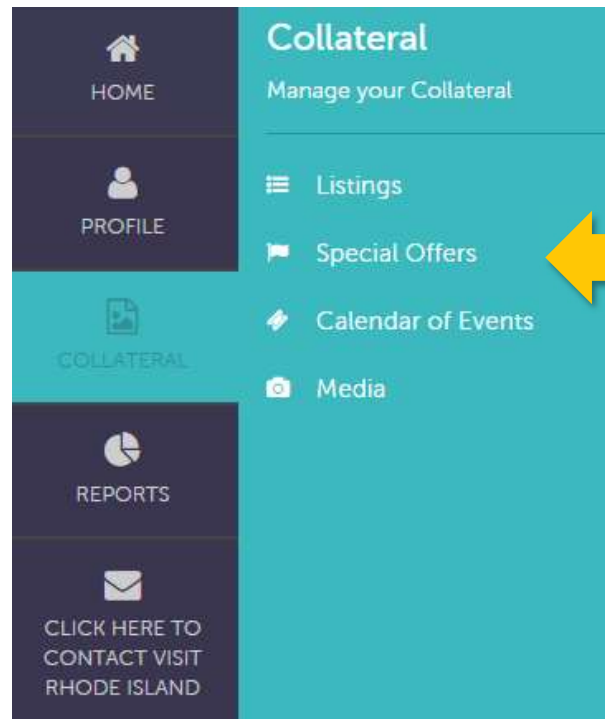 HOME
PROFILE
COLLATERAL
REPORTS
CLICK HERE TO
CONTACT VISIT
RHODE ISLAND
Collateral
Manage your Collateral
Listings
Special Offers
Calendar of Events
Media